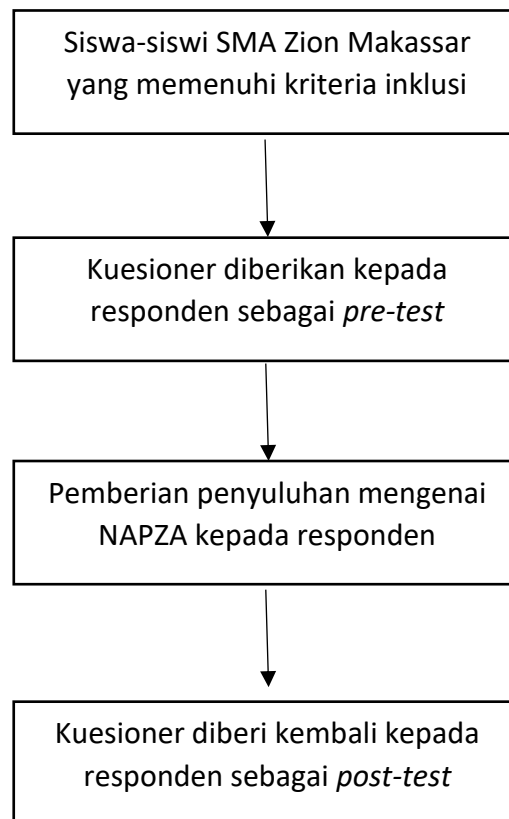 Siswa-siswi SMA Zion Makassar
yang memenuhi kriteria inklusi
Kuesioner diberikan kepada
responden sebagai pre-test
Pemberian penyuluhan mengenai
NAPZA kepada responden
Kuesioner diberi kembali kepada
responden sebagai post-test